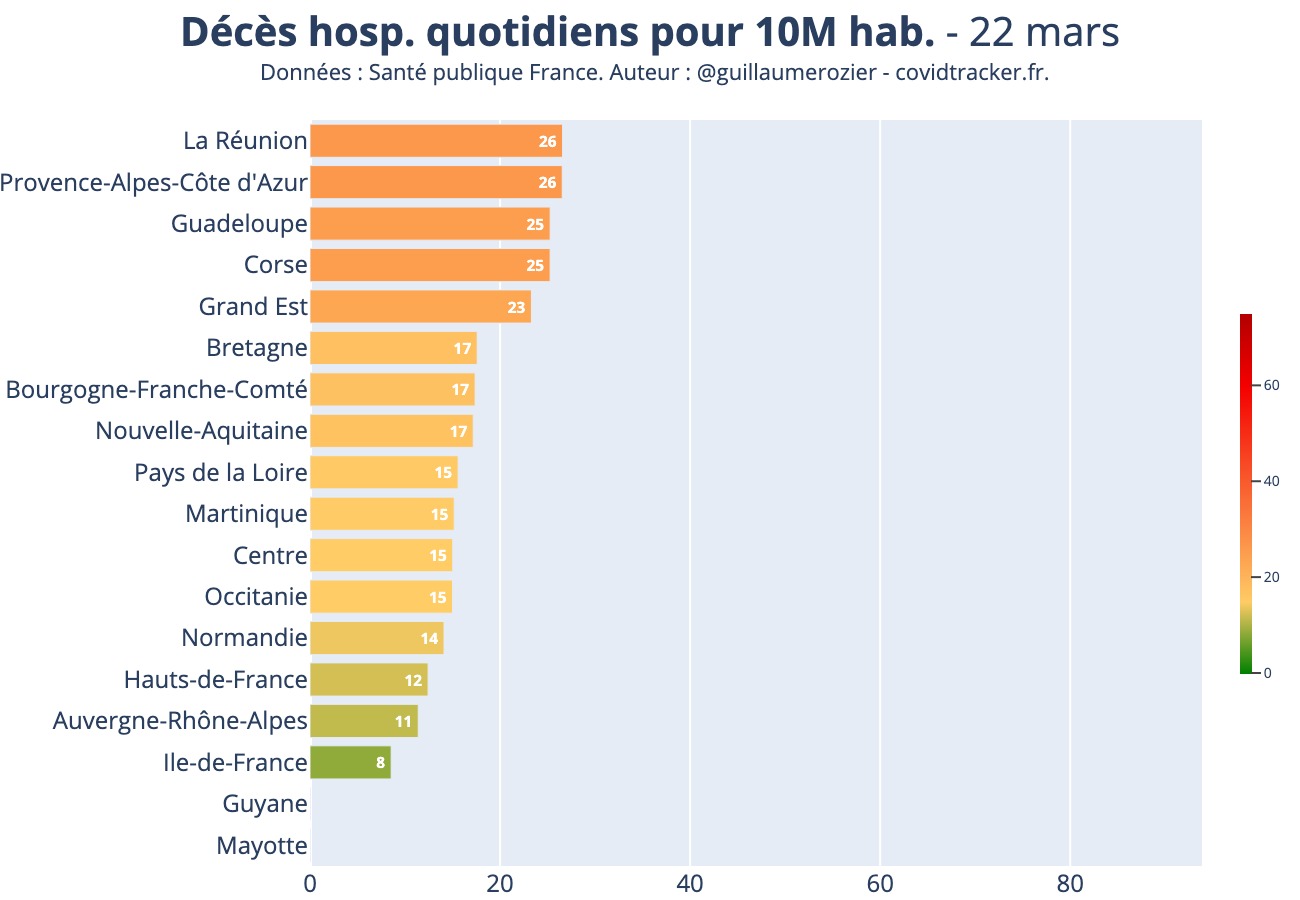 Décès hosp. quotidiens pour 10M hab. - 22 mars
Données : Santé publique France. Auteur : @guillaumerozier - covidtracker.fr.
La Réunion 26
Provence-Alpes-Côte d'Azur 26
Guadeloupe 25
Corse 25
Grand Est 23
Bretagne 17
Bourgogne-Franche-Comté 17
Nouvelle-Aquitaine 17
Pays de la Loire 15
Martinique 15
Centre 15
Occitanie 15
Normandie 14
Hauts-de-France 12
Auvergne-Rhône-Alpes 11
Ile-de-France 8
Guyane
Mayotte
0 20 40 60 80
60
40
20
0